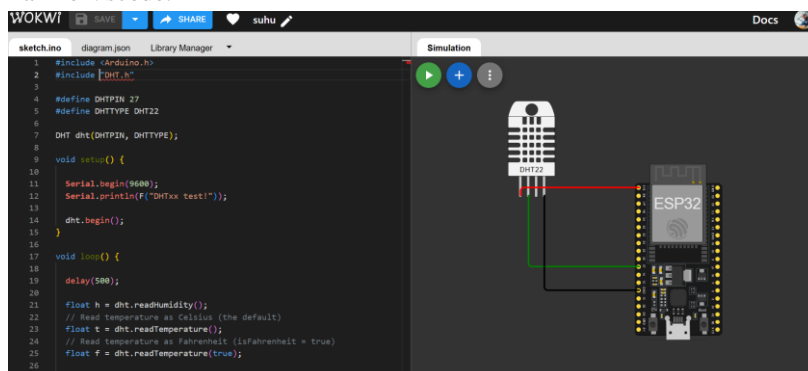 WOKWI SAVE SHARE suhu Docs
sketch.ino diagram.json Library Manager
Simulation
1 #include <Arduino.h>
2 #include "DHT.h"
3
4 #define DHTPIN 27
5 #define DHTTYPE DHT22
6
7 DHT dht(DHTPIN, DHTTYPE);
8
9 void setup() {
10
11 Serial.begin(9600);
12 Serial.println(F("DHTxx test!"));
13
14 dht.begin();
15 }
16
17 void loop() {
18
19 delay(500);
20
21 float h = dht.readHumidity();
22 // Read temperature as Celsius (the default)
23 float t = dht.readTemperature();
24 // Read temperature as Fahrenheit (isFahrenheit = true)
25 float f = dht.readTemperature(true);
26
DHT22
ESP32